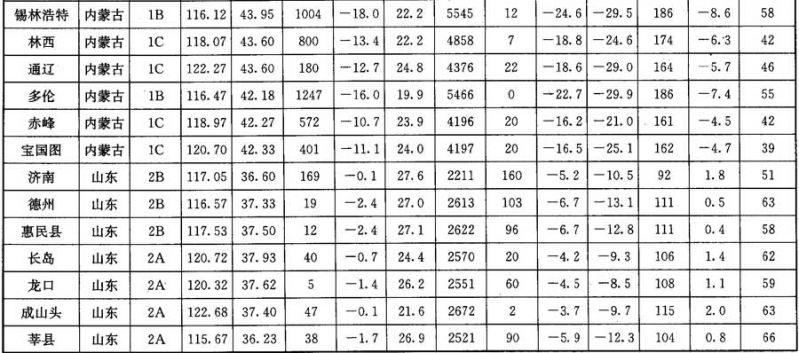 锡林浩特 内蒙古 1B 116.12 43.95 1004 -18.0 22.2 5545 12 -24.6 -29.5 186 -8.6 58
林西 内蒙古 1C 118.07 43.60 800 -13.4 22.2 4858 7 -18.8 -24.6 174 -6.3 42
通辽 内蒙古 1C 122.27 43.60 180 -12.7 24.8 4376 22 -18.6 -29.0 164 -5.7 46
多伦 内蒙古 1B 116.47 42.18 1247 -16.0 19.9 5466 0 -22.7 -29.9 186 -7.4 55
赤峰 内蒙古 1C 118.97 42.27 572 -10.7 23.9 4196 20 -16.2 -21.0 161 -4.5 42
宝国图 内蒙古 1C 120.70 42.33 401 -11.1 24.0 4197 20 -16.5 -25.1 162 -4.7 39
济南 山东 2B 117.05 36.60 169 -0.1 27.6 2211 160 -5.2 -10.5 92 1.8 51
德州 山东 2B 116.57 37.33 19 -2.4 27.0 2613 103 -6.7 -13.1 111 0.5 63
惠民县 山东 2B 117.53 37.50 12 -2.4 27.1 2622 96 -6.7 -12.8 111 0.4 58
长岛 山东 2A 120.72 37.93 40 -0.7 24.4 2570 20 -4.2 -9.3 106 1.4 62
龙口 山东 2A 120.32 37.62 5 -1.4 26.2 2551 60 -4.5 -8.5 108 1.1 59
成山头 山东 2A 122.68 37.40 47 -0.1 21.6 2672 2 -3.7 -9.7 115 2.0 63
莘县 山东 2A 115.67 36.23 38 -1.7 26.9 2521 90 -5.9 -12.3 104 0.8 66